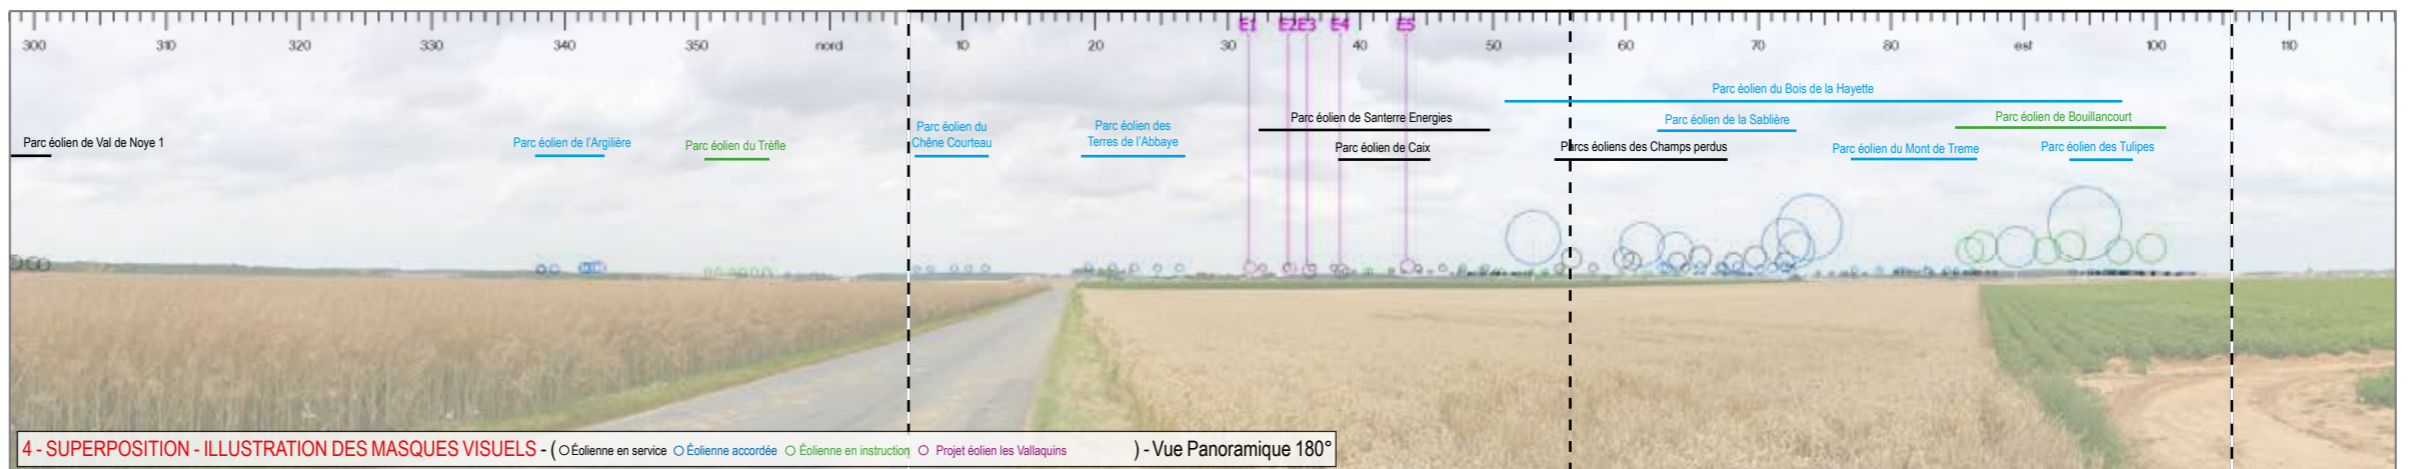 E1 E2 E3 E4 E5
300 310 320 330 340 350 nord 10 20 30 40 50 60 70 80 est 100 110
Parc éolien du Bois de la Hayette
Parc éolien de Val de Noye 1
Parc éolien de l'Argilière
Parc éolien du Trèfle
Parc éolien du
Chêne Courteau
Parc éolien des
Terres de l'Abbaye
Parc éolien de Santerre Energies
Parc éolien de Caix
Parcs éoliens des Champs perdus
Parc éolien de la Sablière
Parc éolien du Mont de Treme
Parc éolien de Bouillancourt
Parc éolien des Tulipes
4 - SUPERPOSITION - ILLUSTRATION DES MASQUES VISUELS - ( Éolienne en service Éolienne accordée Éolienne en instruction Projet éolien les Vallaquins ) - Vue Panoramique 180°